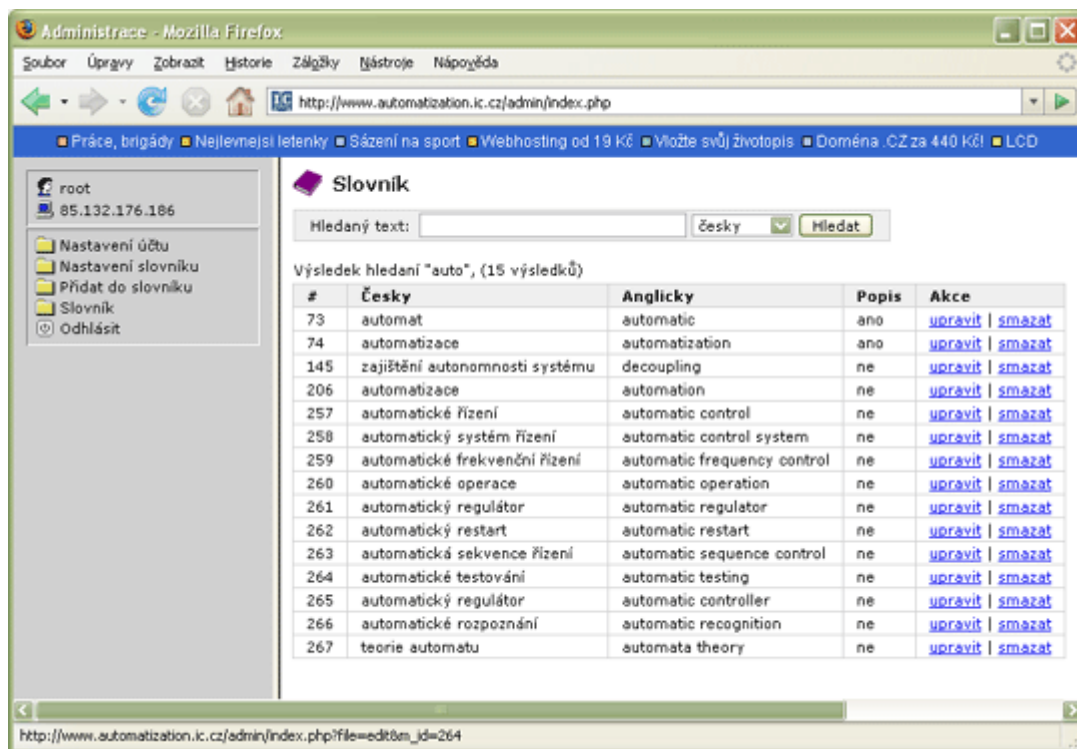 Administrace - Mozilla Firefox
Soubor Úpravy Zobrazit Historie Záložky Nástroje Nápověda
http://www.automatization.ic.cz/admin/index.php
Práce, brigády Nejlevnejsi letenky Sázení na sport Webhosting od 19 Kč Vložte svůj životopis Doména .CZ za 440 Kč! LCD
root
85.132.176.186
Nastavení účtu
Nastavení slovníku
Přidat do slovníku
Slovník
Odhlásit
Slovník
Hledaný text: česky Hledat
Výsledek hledaní "auto", (15 výsledků)
# Česky Anglicky Popis Akce
73 automat automatic ano upravit | smazat
74 automatizace automatization ano upravit | smazat
145 zajištění autonomnosti systému decoupling ne upravit | smazat
206 automatizace automation ne upravit | smazat
257 automatické řízení automatic control ne upravit | smazat
258 automatický systém řízení automatic control system ne upravit | smazat
259 automatické frekvenční řízení automatic frequency control ne upravit | smazat
260 automatické operace automatic operation ne upravit | smazat
261 automatický regulátor automatic regulator ne upravit | smazat
262 automatický restart automatic restart ne upravit | smazat
263 automatická sekvence řízení automatic sequence control ne upravit | smazat
264 automatické testování automatic testing ne upravit | smazat
265 automatický regulátor automatic controller ne upravit | smazat
266 automatické rozpoznání automatic recognition ne upravit | smazat
267 teorie automatu automata theory ne upravit | smazat
http://www.automatization.ic.cz/admin/index.php?file=edit&m_id=264